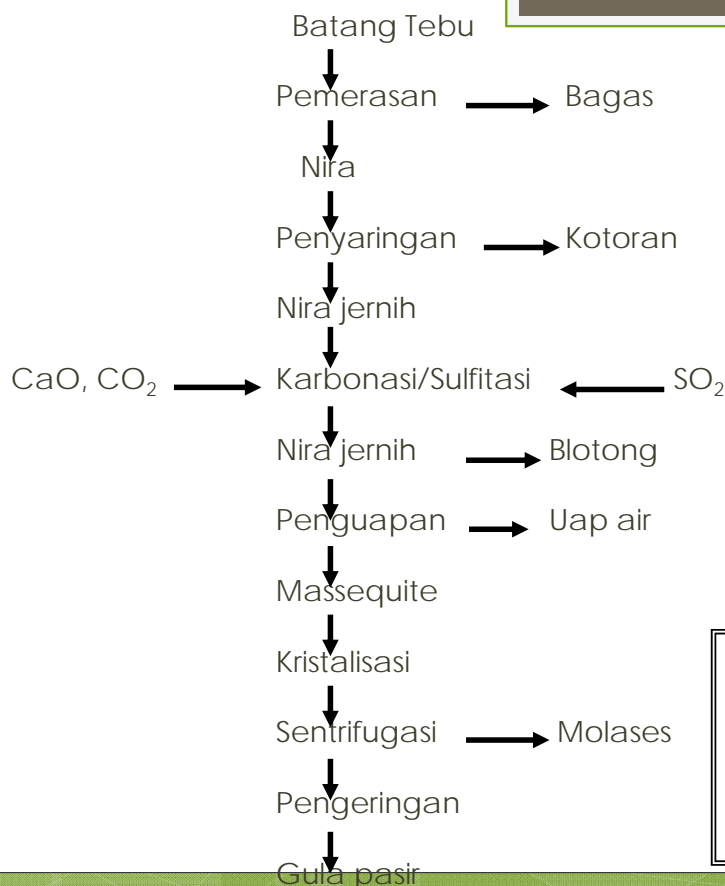 Batang Tebu
Pemerasan Bagas
Nira
Penyaringan Kotoran
Nira jernih
CaO, CO₂ Karbonasi/Sulfitasi SO₂
Nira jernih Blotong
Penguapan Uap air
Massequite
Kristalisasi
Sentrifugasi Molases
Pengeringan
Gula pasir